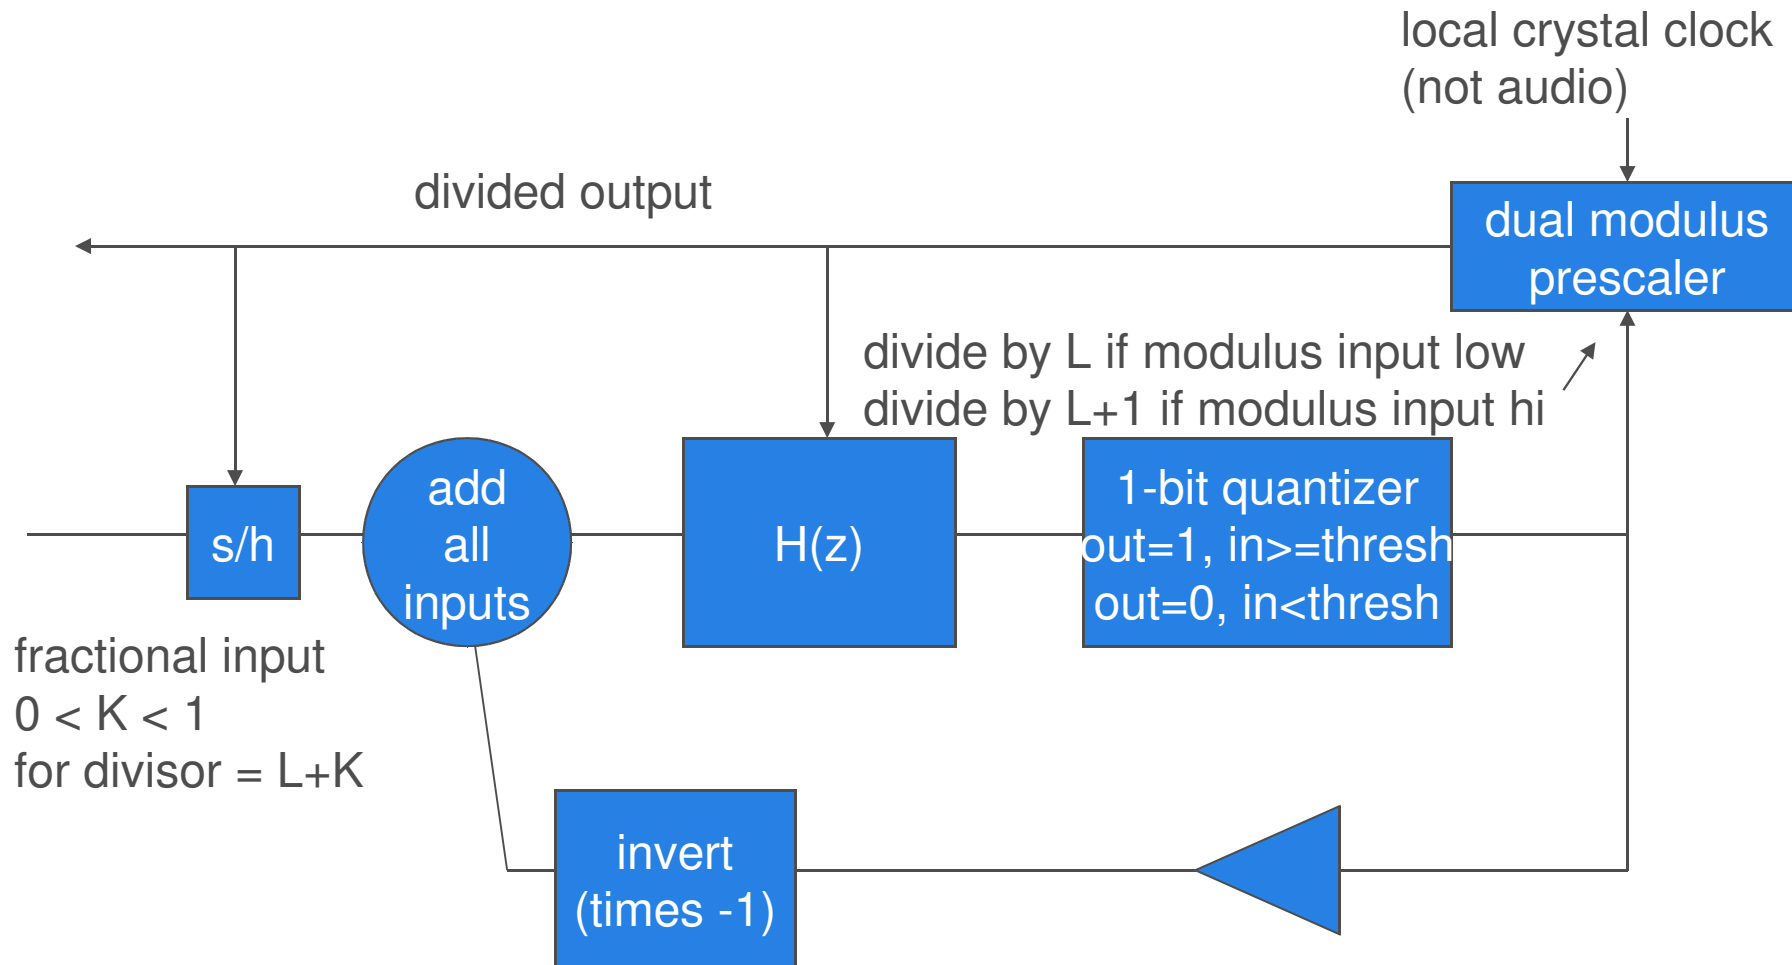 local crystal clock
(not audio)
divided output
dual modulus
prescaler
divide by L if modulus input low
divide by L+1 if modulus input hi
s/h
add
all
inputs
H(z)
1-bit quantizer
out=1, in>=thresh
out=0, in<thresh
fractional input
0 < K < 1
for divisor = L+K
invert
(times -1)